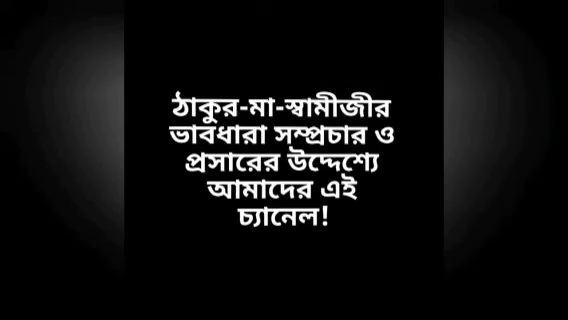 ঠাকুর-মা-স্বামীজীর
ভাবধারা সম্প্রচার ও
প্রসারের উদ্দেশ্যে
আমাদের এই
চ্যানেল!